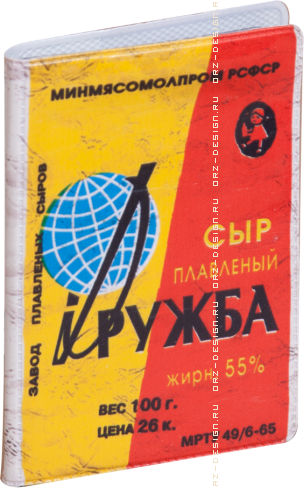 МИНМЯСОМОЛПРОМ РСФСР
ЗАВОД ПЛАВЛЕНЫХ СЫРОВ
СЫР
ПЛАВЛЕНЫЙ
ДРУЖБА
жирн. 55%
ВЕС 100 г.
ЦЕНА 26 к.
МРТУ 49/6-65
ORZ-DESIGN.RU ORZ-DESIGN.RU ORZ-DESIGN.RU ORZ-DESIGN.RU